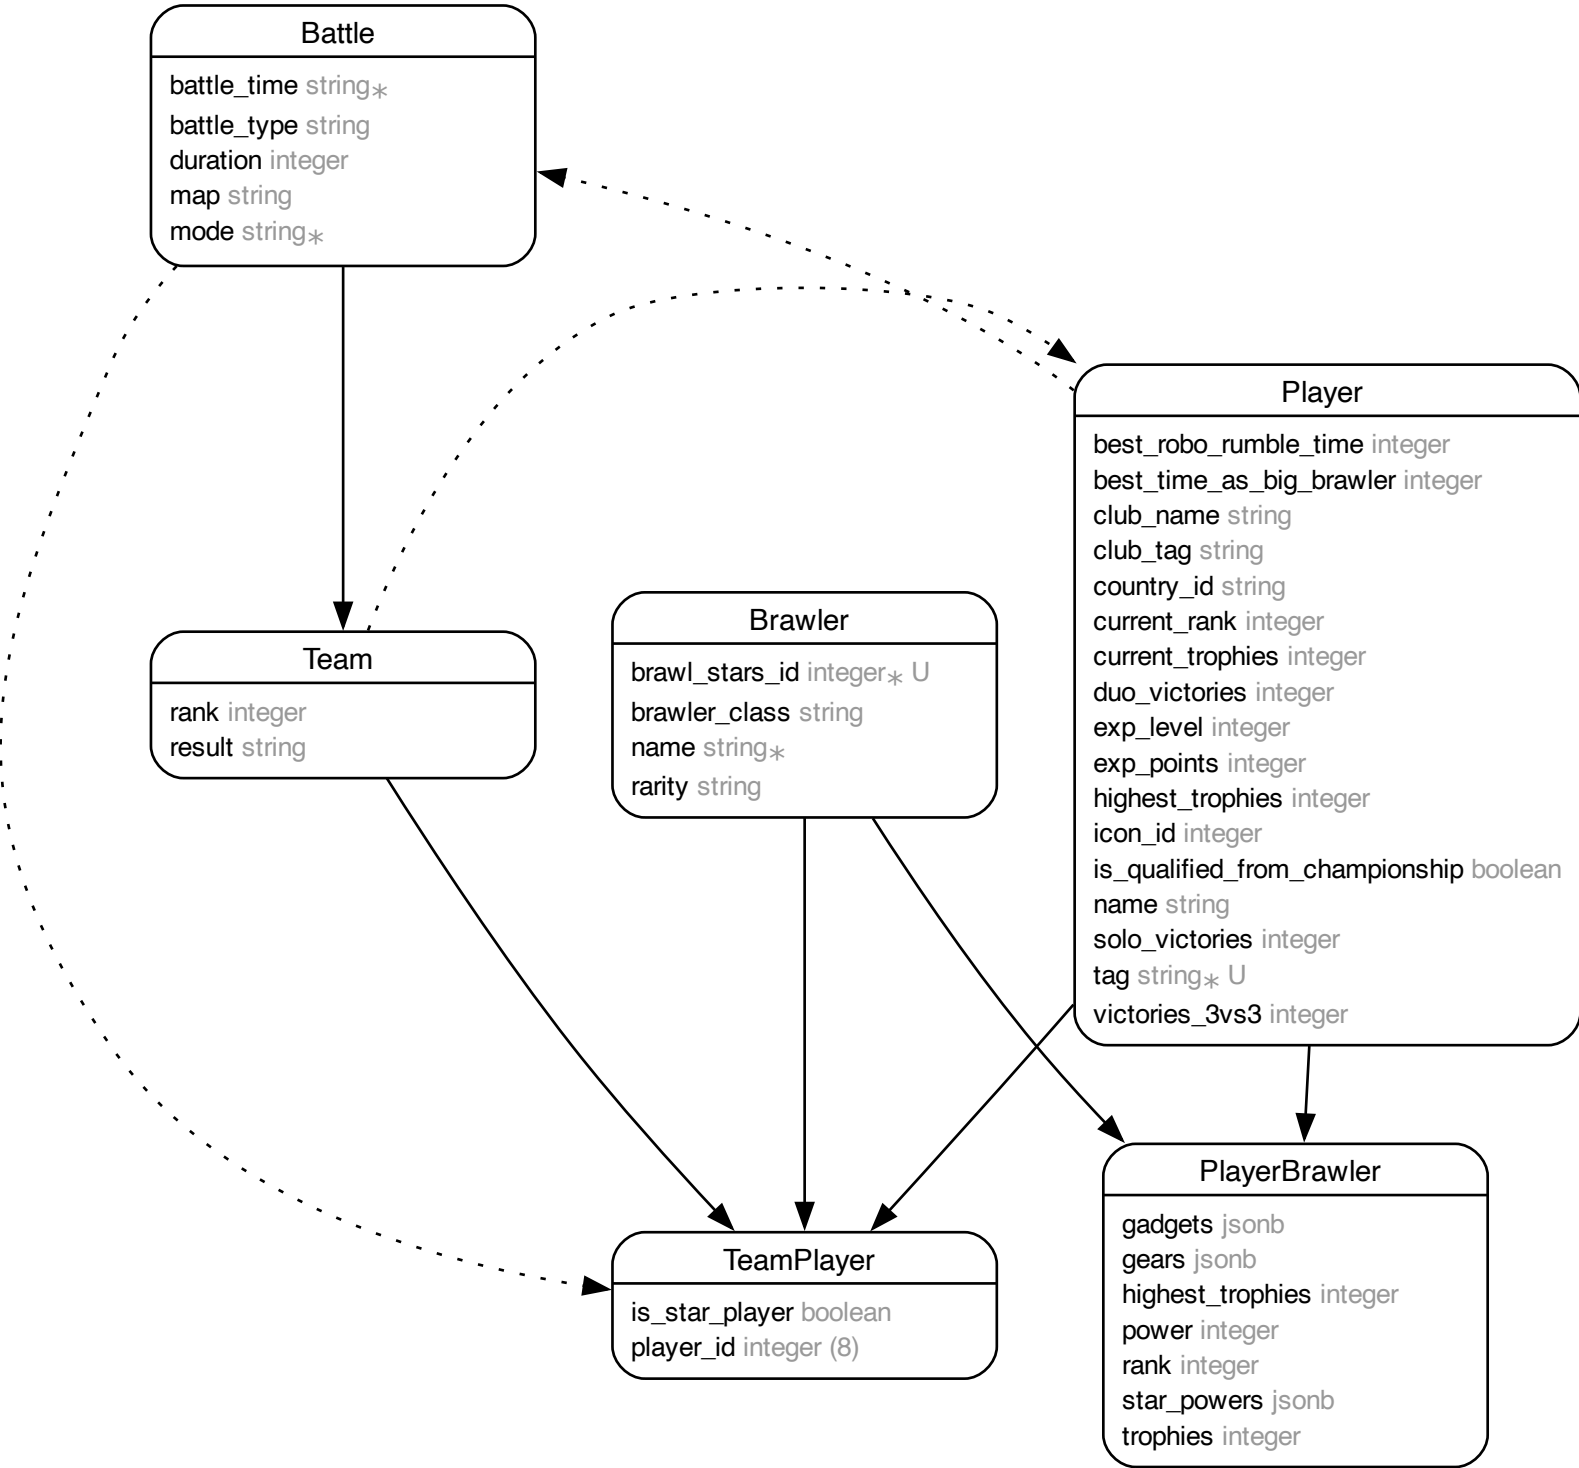 Battle
battle_time string*
battle_type string
duration integer
map string
mode string*
Team
rank integer
result string
Brawler
brawl_stars_id integer* U
brawler_class string
name string*
rarity string
Player
best_robo_rumble_time integer
best_time_as_big_brawler integer
club_name string
club_tag string
country_id string
current_rank integer
current_trophies integer
duo_victories integer
exp_level integer
exp_points integer
highest_trophies integer
icon_id integer
is_qualified_from_championship boolean
name string
solo_victories integer
tag string* U
victories_3vs3 integer
TeamPlayer
is_star_player boolean
player_id integer (8)
PlayerBrawler
gadgets jsonb
gears jsonb
highest_trophies integer
power integer
rank integer
star_powers jsonb
trophies integer